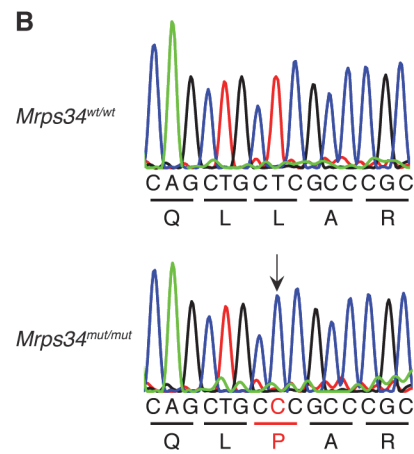 B
Mrps34wt/wt
CAGCTGCTCGCCCGC
Q L L A R
Mrps34mut/mut
CAGCTGCCCGCCCGC
Q L P A R